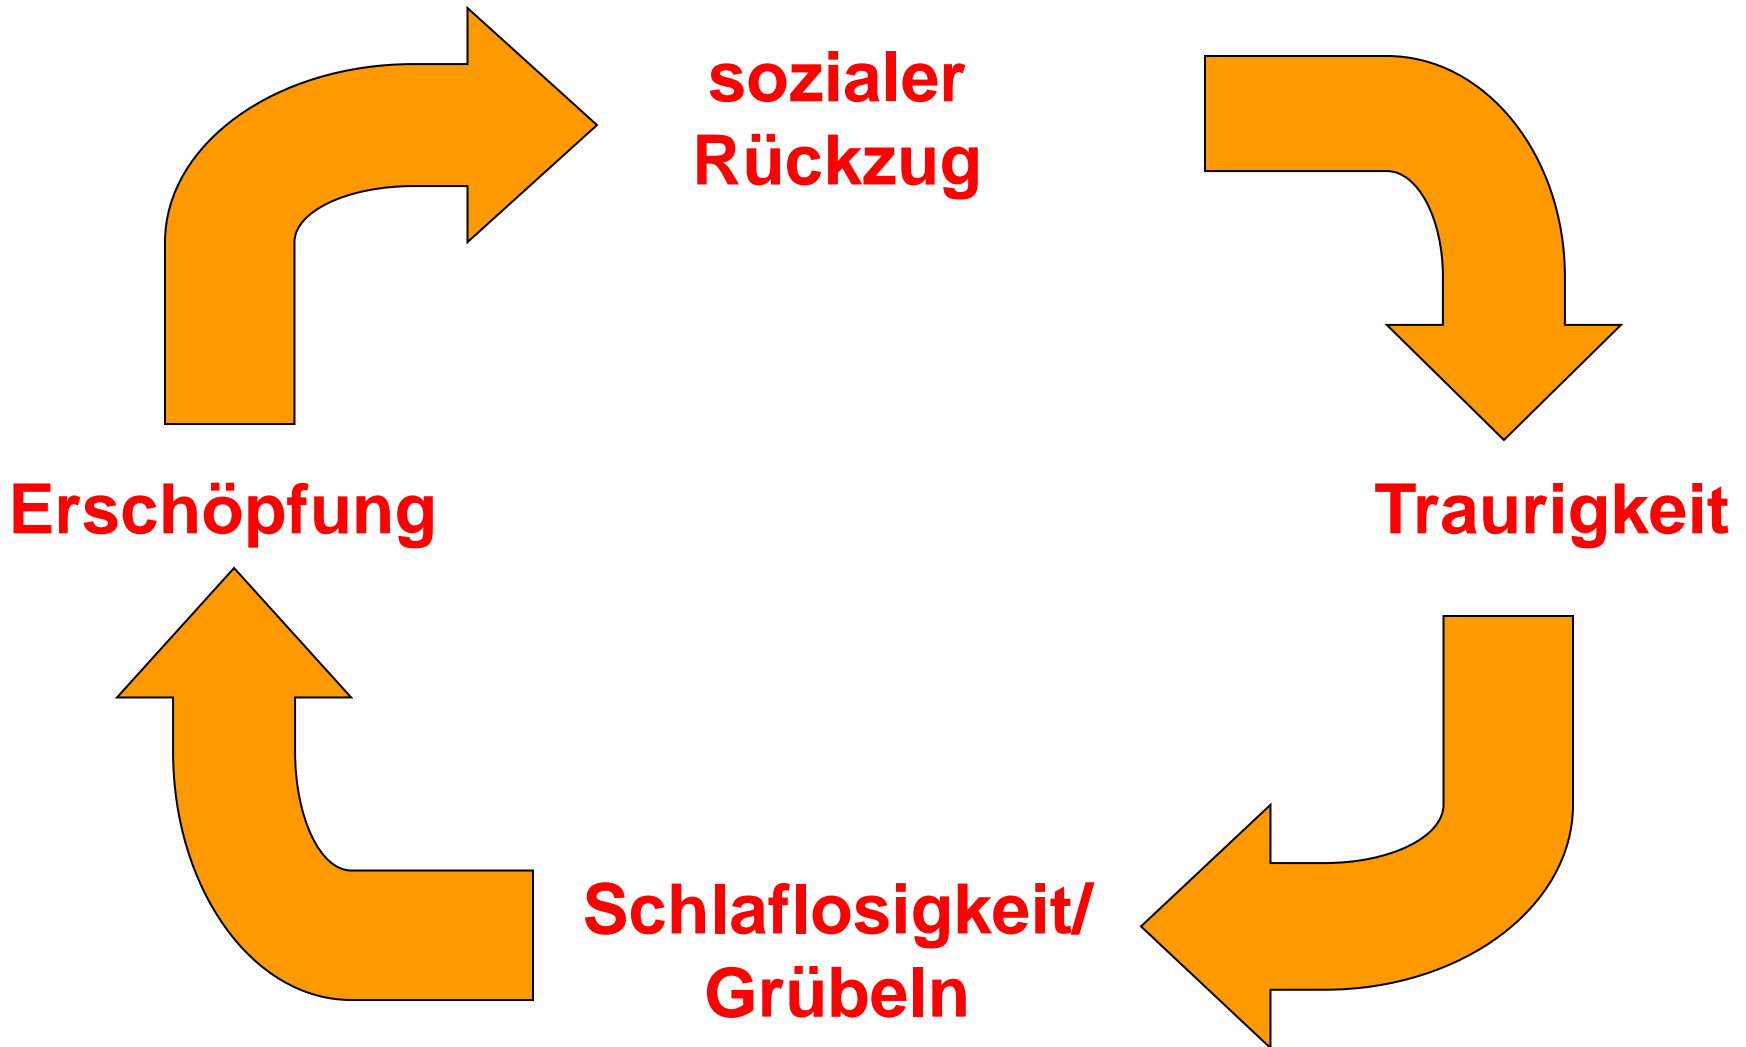 sozialer
Rückzug
Erschöpfung
Traurigkeit
Schlaflosigkeit/
Grübeln